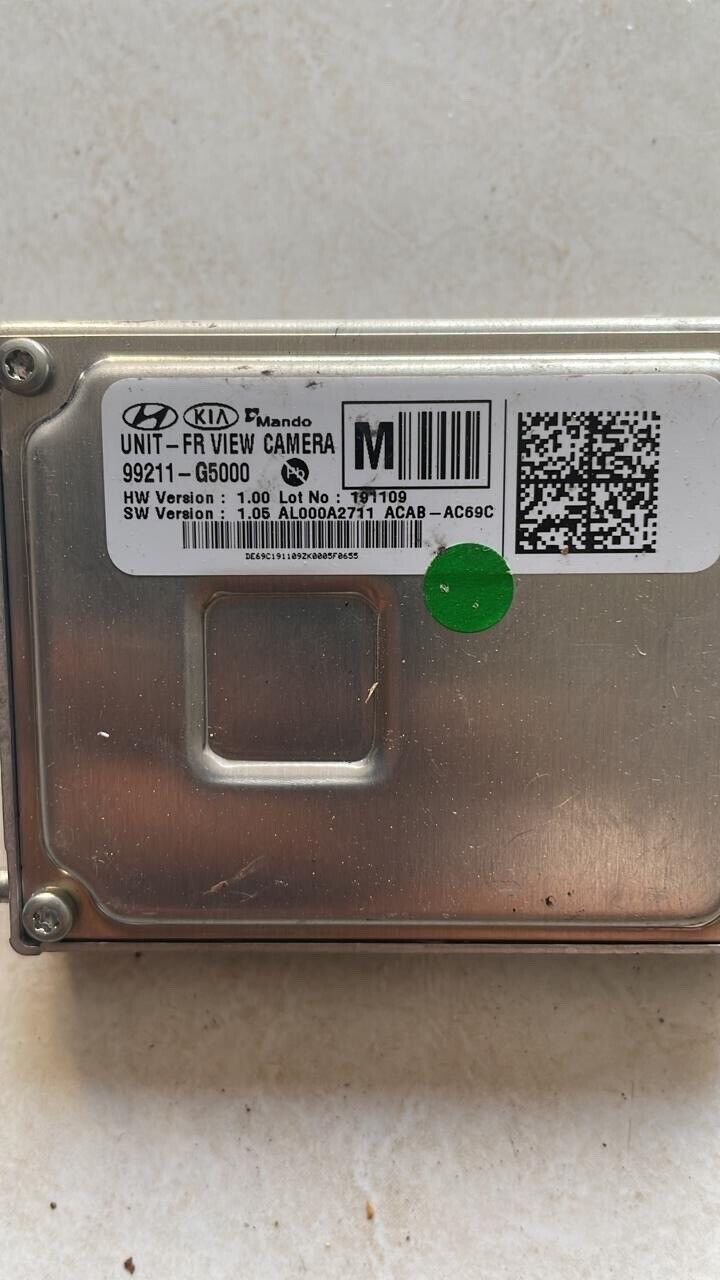 KIA Mando
UNIT-FR VIEW CAMERA
99211-G5000 Pb
M
HW Version : 1.00 Lot No : 191109
SW Version : 1.05 AL000A2711 ACAB-AC69C
DE69C191109ZK0005F0655